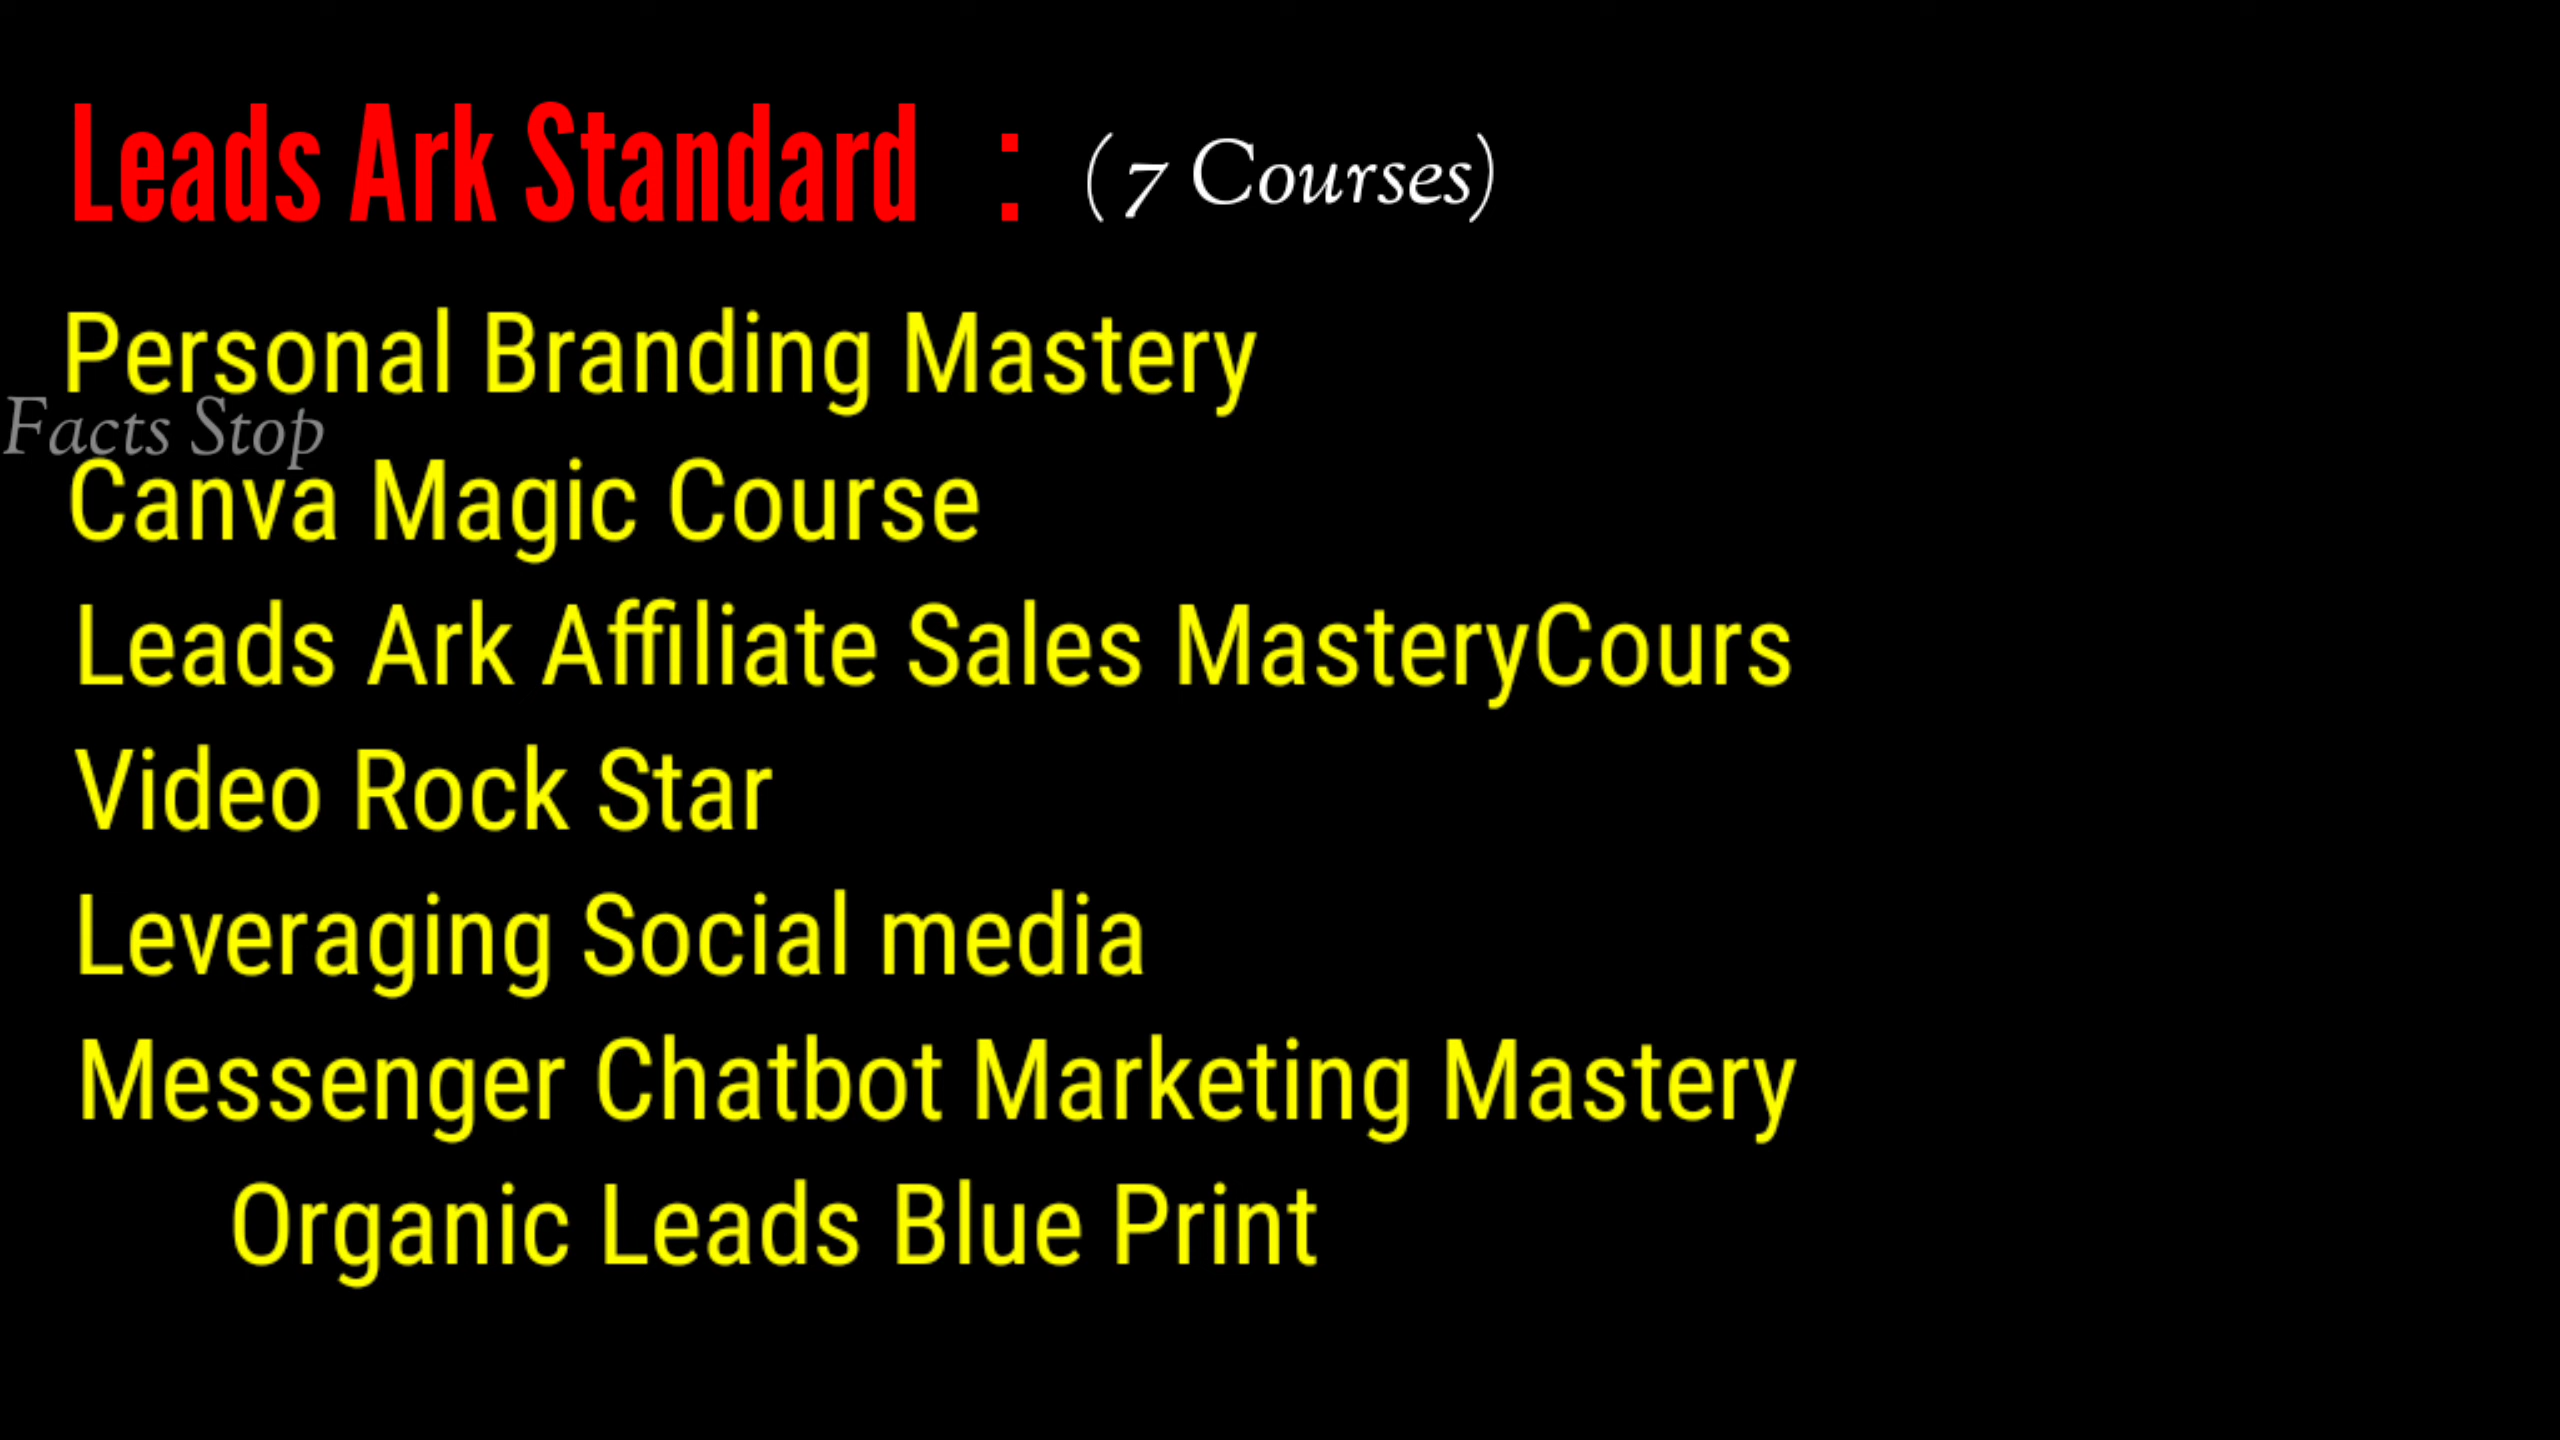 Leads Ark Standard : (7 Courses)
Personal Branding Mastery
Facts Stop
Canva Magic Course
Leads Ark Affiliate Sales MasteryCours
Video Rock Star
Leveraging Social media
Messenger Chatbot Marketing Mastery
Organic Leads Blue Print